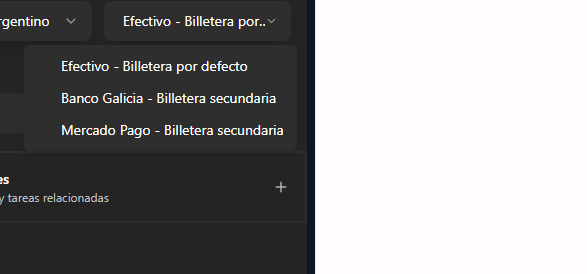 rgentino
Efectivo - Billetera por..
Efectivo - Billetera por defecto
Banco Galicia - Billetera secundaria
Mercado Pago - Billetera secundaria
es
y tareas relacionadas